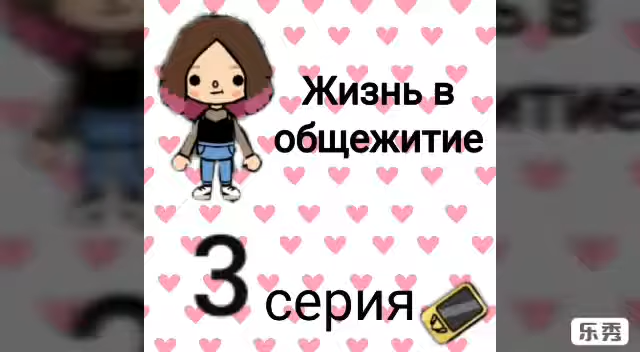 Жизнь в
общежитие
3 серия
乐秀